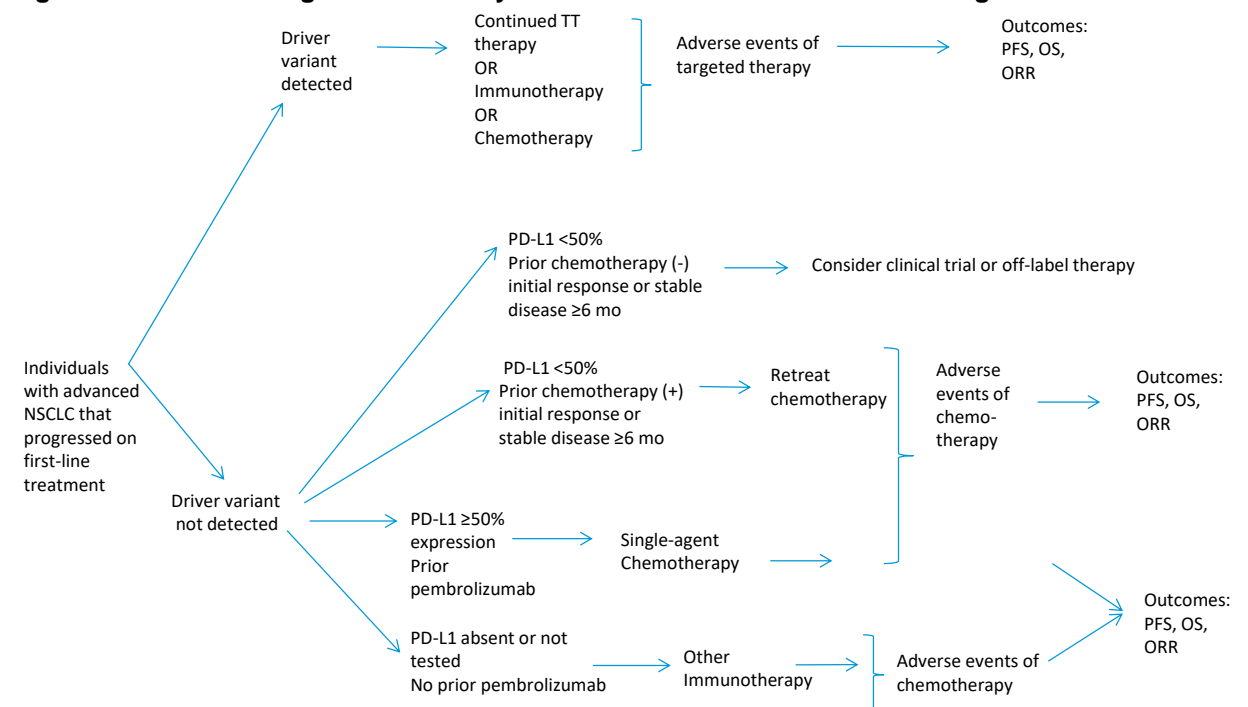 Driver
variant
detected
Continued TT
therapy
OR
Immunotherapy
OR
Chemotherapy
Adverse events of
targeted therapy
Outcomes:
PFS, OS,
ORR
PD-L1 <50%
Prior chemotherapy (-)
initial response or stable
disease ≥6 mo
Consider clinical trial or off-label therapy
Individuals
with advanced
NSCLC that
progressed on
first-line
treatment
PD-L1 <50%
Prior chemotherapy (+)
initial response or
stable disease ≥6 mo
Retreat
chemotherapy
Adverse
events of
chemo-
therapy
Outcomes:
PFS, OS,
ORR
Driver variant
not detected
PD-L1 ≥50%
expression
Prior
pembrolizumab
Single-agent
Chemotherapy
PD-L1 absent or not
tested
No prior pembrolizumab
Other
Immunotherapy
Adverse events of
chemotherapy
Outcomes:
PFS, OS,
ORR